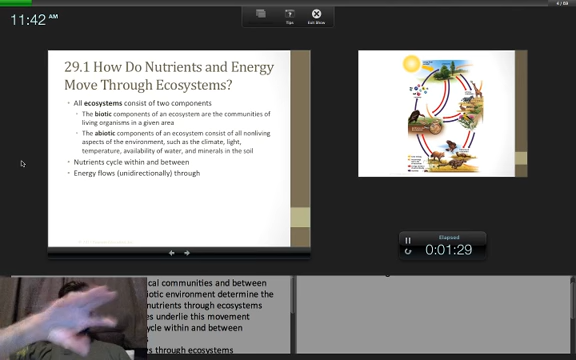 11:42 AM
Tips
Exit Show
29.1 How Do Nutrients and Energy
Move Through Ecosystems?
• All ecosystems consist of two components
• The biotic components of an ecosystem are the communities of
living organisms in a given area
• The abiotic components of an ecosystem consist of all nonliving
aspects of the environment, such as the climate, light,
temperature, availability of water, and minerals in the soil
• Nutrients cycle within and between
• Energy flows (unidirectionally) through
Elapsed
0:01:29
cal communities and between
iotic environment determine the
nutrients through ecosystems
es underlie this movement
ycle within and between
es through ecosystems